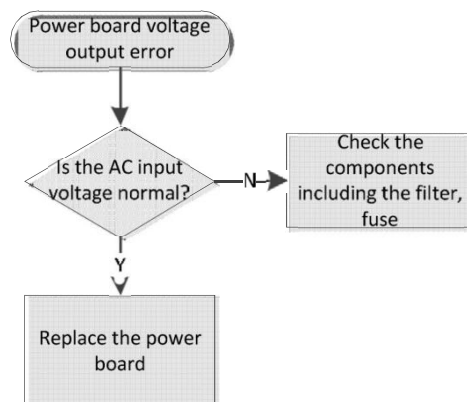 Power board voltage
output error
Is the AC input
voltage normal?
N
Check the
components
including the filter,
fuse
Y
Replace the power
board